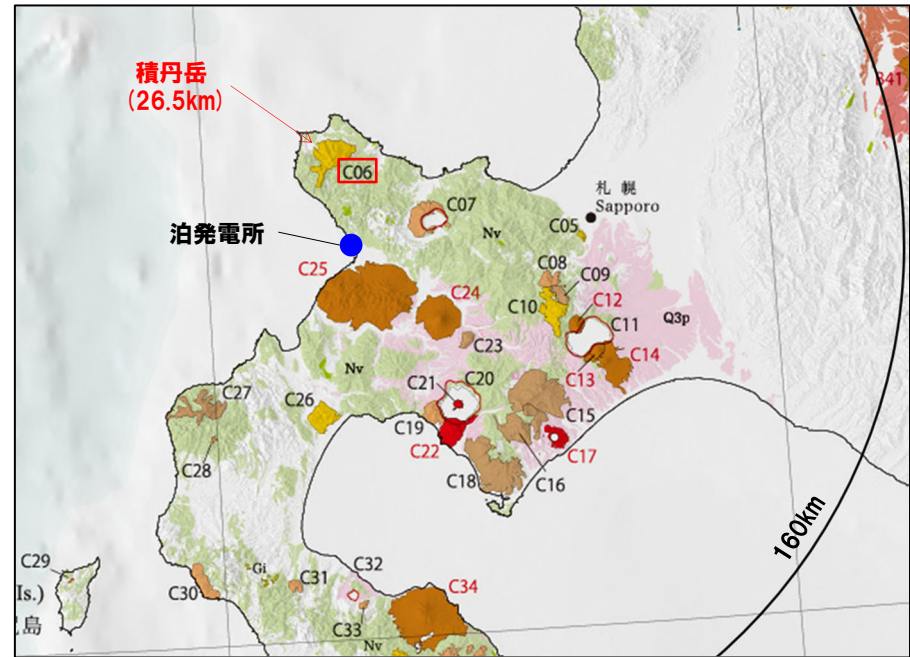 積丹岳
(26.5km)
B41
C06
札幌
Sapporo
C07
Nv
C05
泊発電所
C25
C08
C09
C24
C10
C12
C11
Q3p
C23
C14
C13
Nv
C21
C20
C27
C26
C15
C19
C22
C17
C28
C18
C16
160km
C29
Gi
C32
C31
C34
Is.)
C30
C33
島
Nv